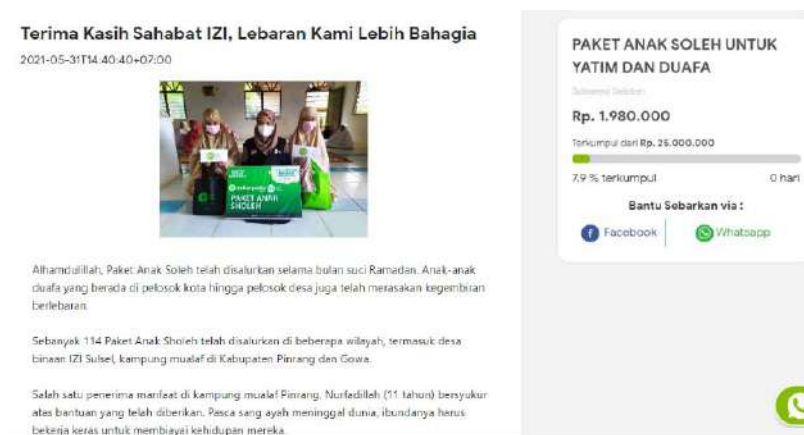 Terima Kasih Sahabat IZI, Lebaran Kami Lebih Bahagia
2021-05-31T14:40:40+07:00
PAKET ANAK
SHOLEH
Alhamdulillah, Paket Anak Soleh telah disalurkan selama bulan suci Ramadan. Anak-anak
duafa yang berada di pelosok kota hingga pelosok desa juga telah merasakan kegembiran
berlebaran.
Sebanyak 114 Paket Anak Sholeh telah disalurkan di beberapa wilayah, termasuk desa
binaan IZI Sulsel, kampung mualaf di Kabupaten Pinrang dan Gowa.
Salah satu penerima manfaat di kampung mualaf Pinrang, Nurfadillah (11 tahun) bersyukur
atas bantuan yang telah diberikan. Pasca sang ayah meninggal dunia, ibundanya harus
bekerja keras untuk membiayai kehidupan mereka.
PAKET ANAK SOLEH UNTUK
YATIM DAN DUAFA
Sulawesi Selatan
Rp. 1.980.000
Terkumpul dari Rp. 25.000.000
7.9 % terkumpul 0 hari
Bantu Sebarkan via :
Facebook Whatsapp